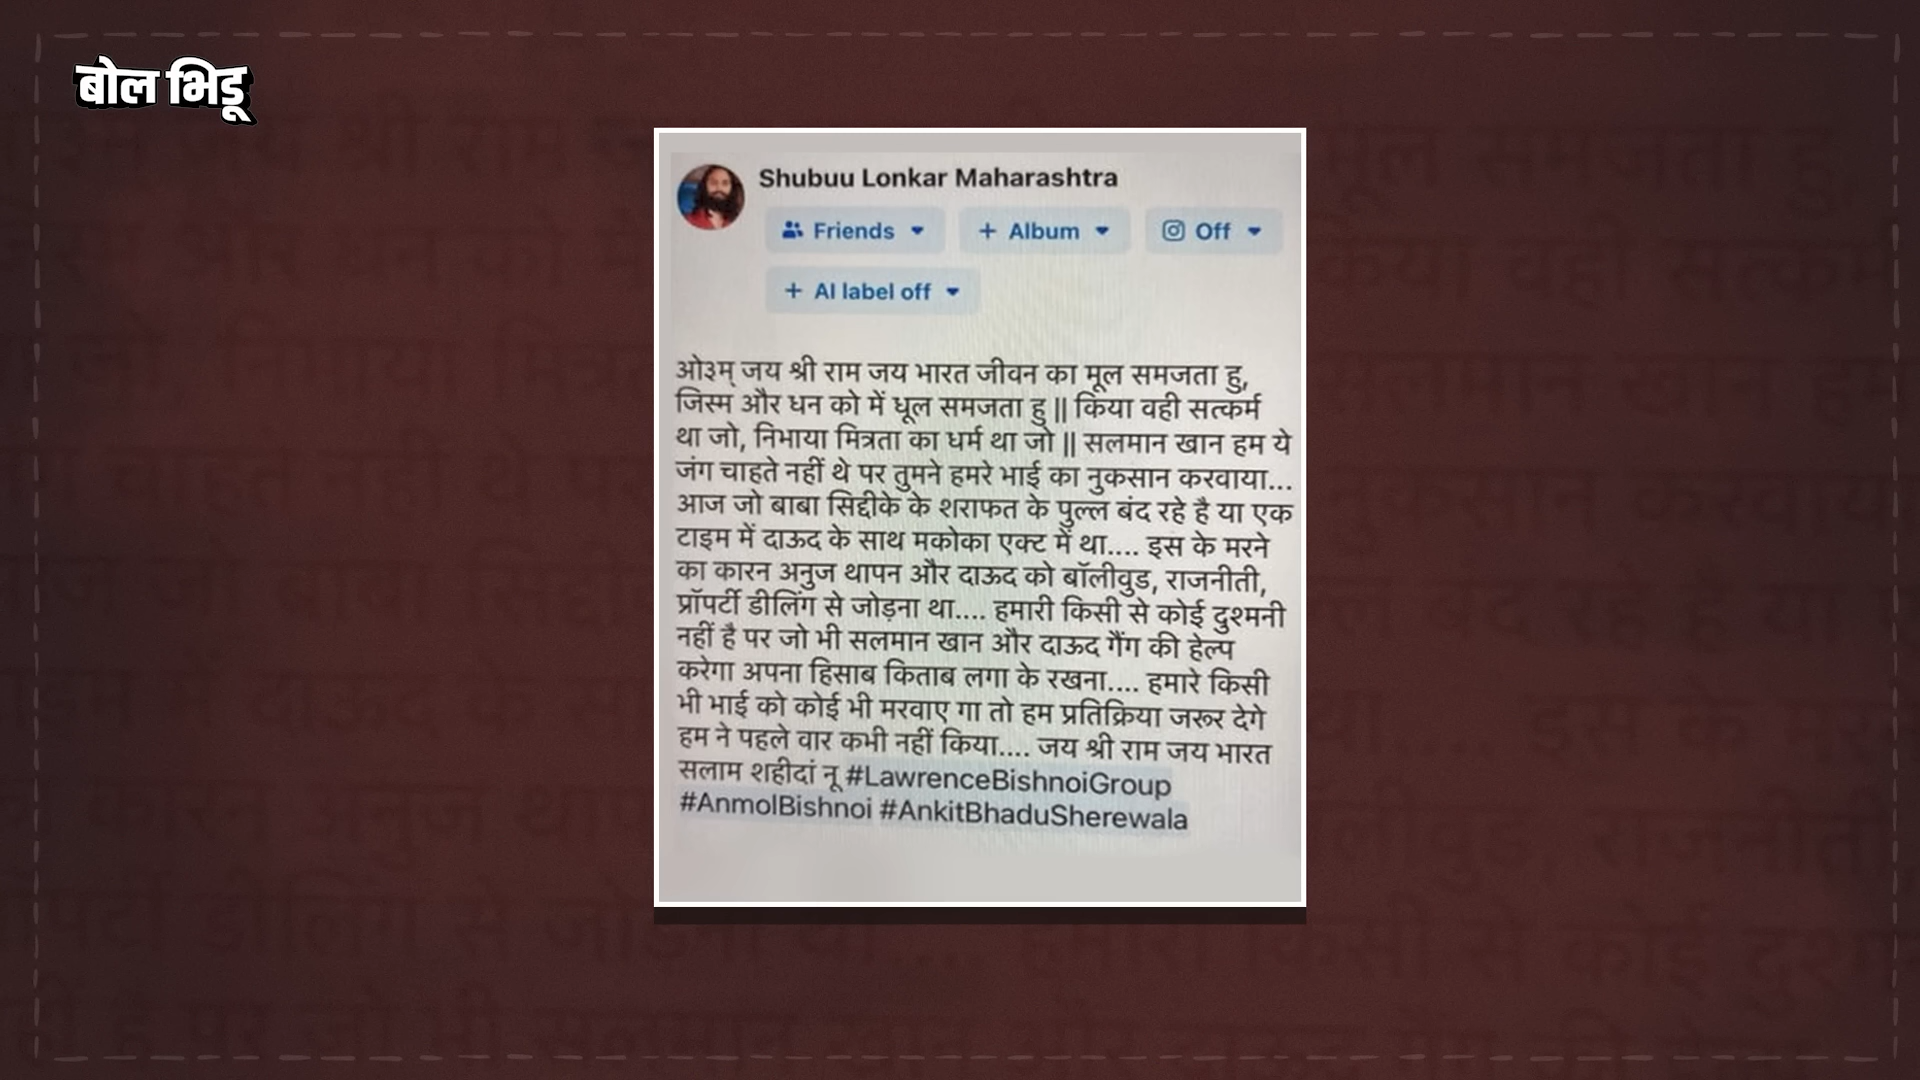 बोल भिडू
Shubuu Lonkar Maharashtra
Friends
+ Album
Off
+ AI label off
ओ३म् जय श्री राम जय भारत जीवन का मूल समजता हु,
जिस्म और धन को में धूल समजता हु || किया वही सत्कर्म
था जो, निभाया मित्रता का धर्म था जो || सलमान खान हम ये
जंग चाहते नहीं थे पर तुमने हमरे भाई का नुकसान करवाया...
आज जो बाबा सिद्दीके के शराफत के पुल्ल बंद रहे है या एक
टाइम में दाऊद के साथ मकोका एक्ट में था.... इस के मरने
का कारन अनुज थापन और दाऊद को बॉलीवुड, राजनीती,
प्रॉपर्टी डीलिंग से जोड़ना था.... हमारी किसी से कोई दुश्मनी
नहीं है पर जो भी सलमान खान और दाऊद गैंग की हेल्प
करेगा अपना हिसाब किताब लगा के रखना.... हमारे किसी
भी भाई को कोई भी मरवाए गा तो हम प्रतिक्रिया जरूर देगे
हम ने पहले वार कभी नहीं किया.... जय श्री राम जय भारत
सलाम शहीदां नू #LawrenceBishnoiGroup
#AnmolBishnoi #AnkitBhaduSherewala